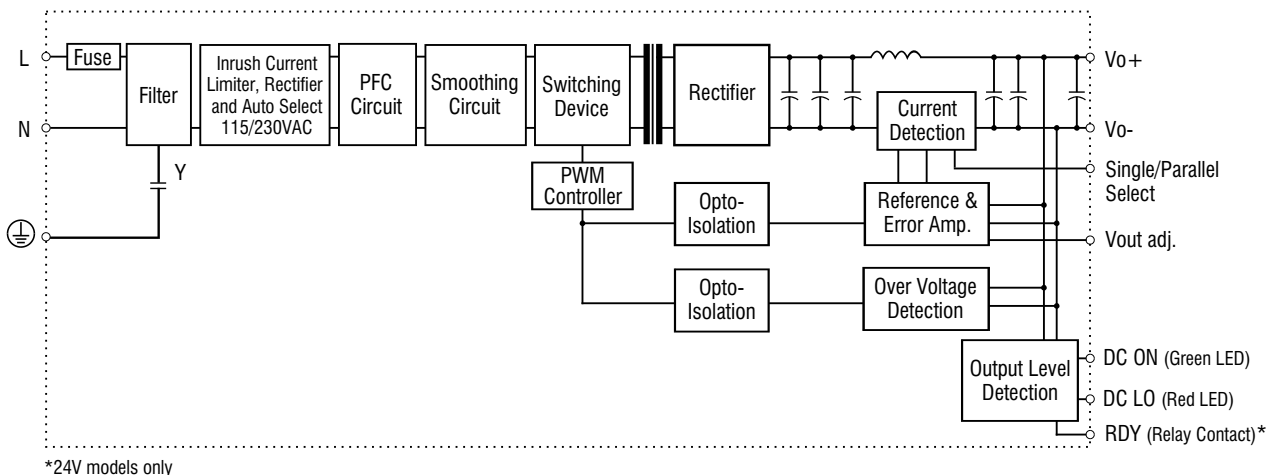 L
Fuse
Filter
Inrush Current
Limiter, Rectifier
and Auto Select
115/230VAC
PFC
Circuit
Smoothing
Circuit
Switching
Device
Rectifier
Current
Detection
Vo+
N
Vo-
Y
PWM
Controller
Opto-
Isolation
Reference &
Error Amp.
Single/Parallel
Select
Vout adj.
Opto-
Isolation
Over Voltage
Detection
Output Level
Detection
DC ON (Green LED)
DC LO (Red LED)
RDY (Relay Contact)*
*24V models only